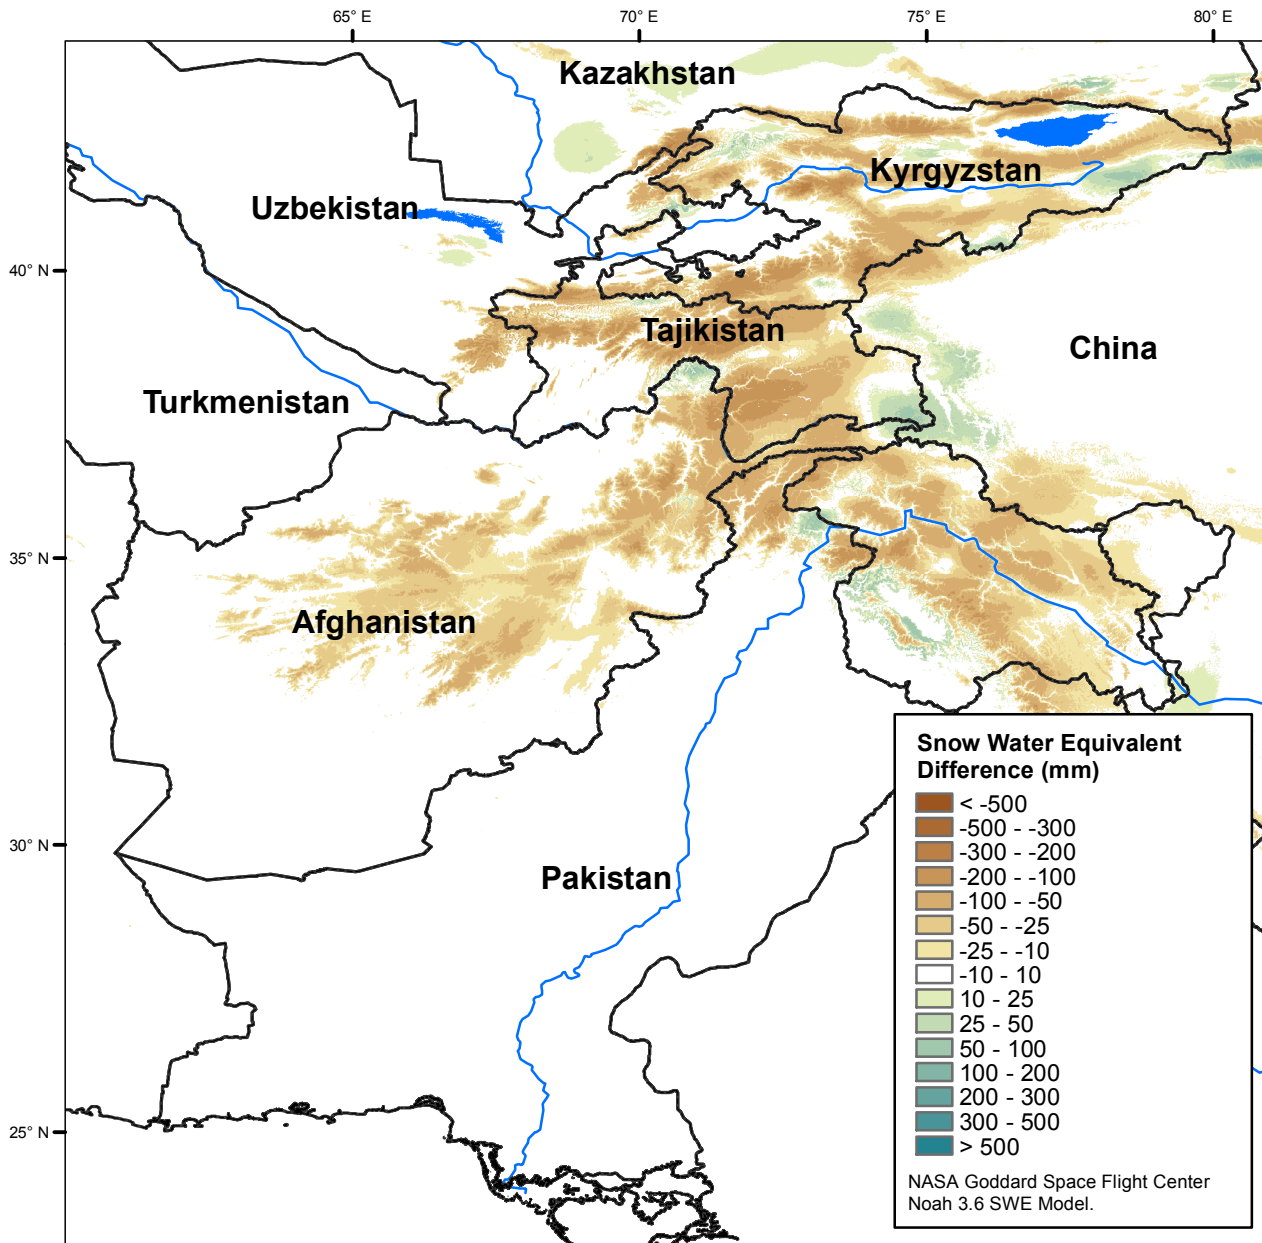 65° E
70° E
75° E
80° E
Kazakhstan
Kyrgyzstan
Uzbekistan
40° N
Tajikistan
China
Turkmenistan
35° N
Afghanistan
30° N
Pakistan
25° N
Snow Water Equivalent
Difference (mm)
< -500
-500 - -300
-300 - -200
-200 - -100
-100 - -50
-50 - -25
-25 - -10
-10 - 10
10 - 25
25 - 50
50 - 100
100 - 200
200 - 300
300 - 500
> 500
NASA Goddard Space Flight Center
Noah 3.6 SWE Model.